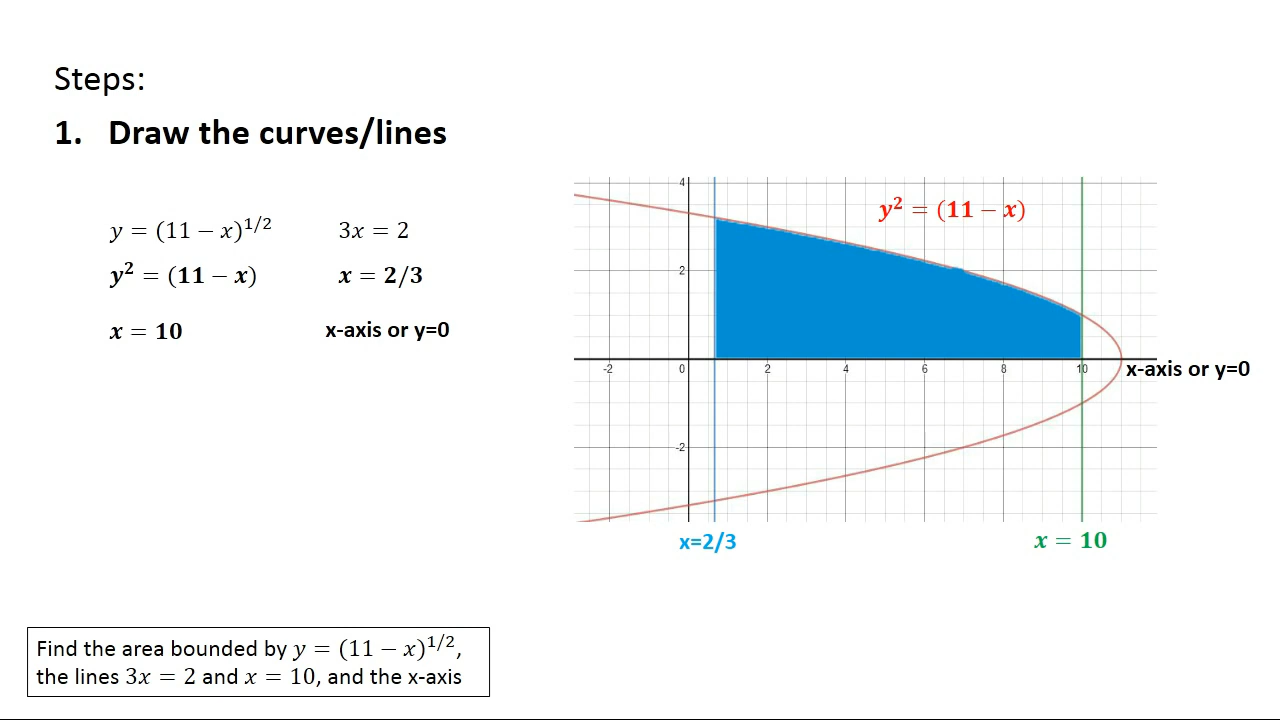 Steps:
1. Draw the curves/lines
y = (11 − x)^{1/2}
3x = 2
y² = (11 − x)
x = 2/3
x = 10
x-axis or y=0
y² = (11 − x)
4
2
-2
-2
0
2
4
6
8
10
x-axis or y=0
x=2/3
x = 10
Find the area bounded by y = (11 − x)^{1/2},
the lines 3x = 2 and x = 10, and the x-axis